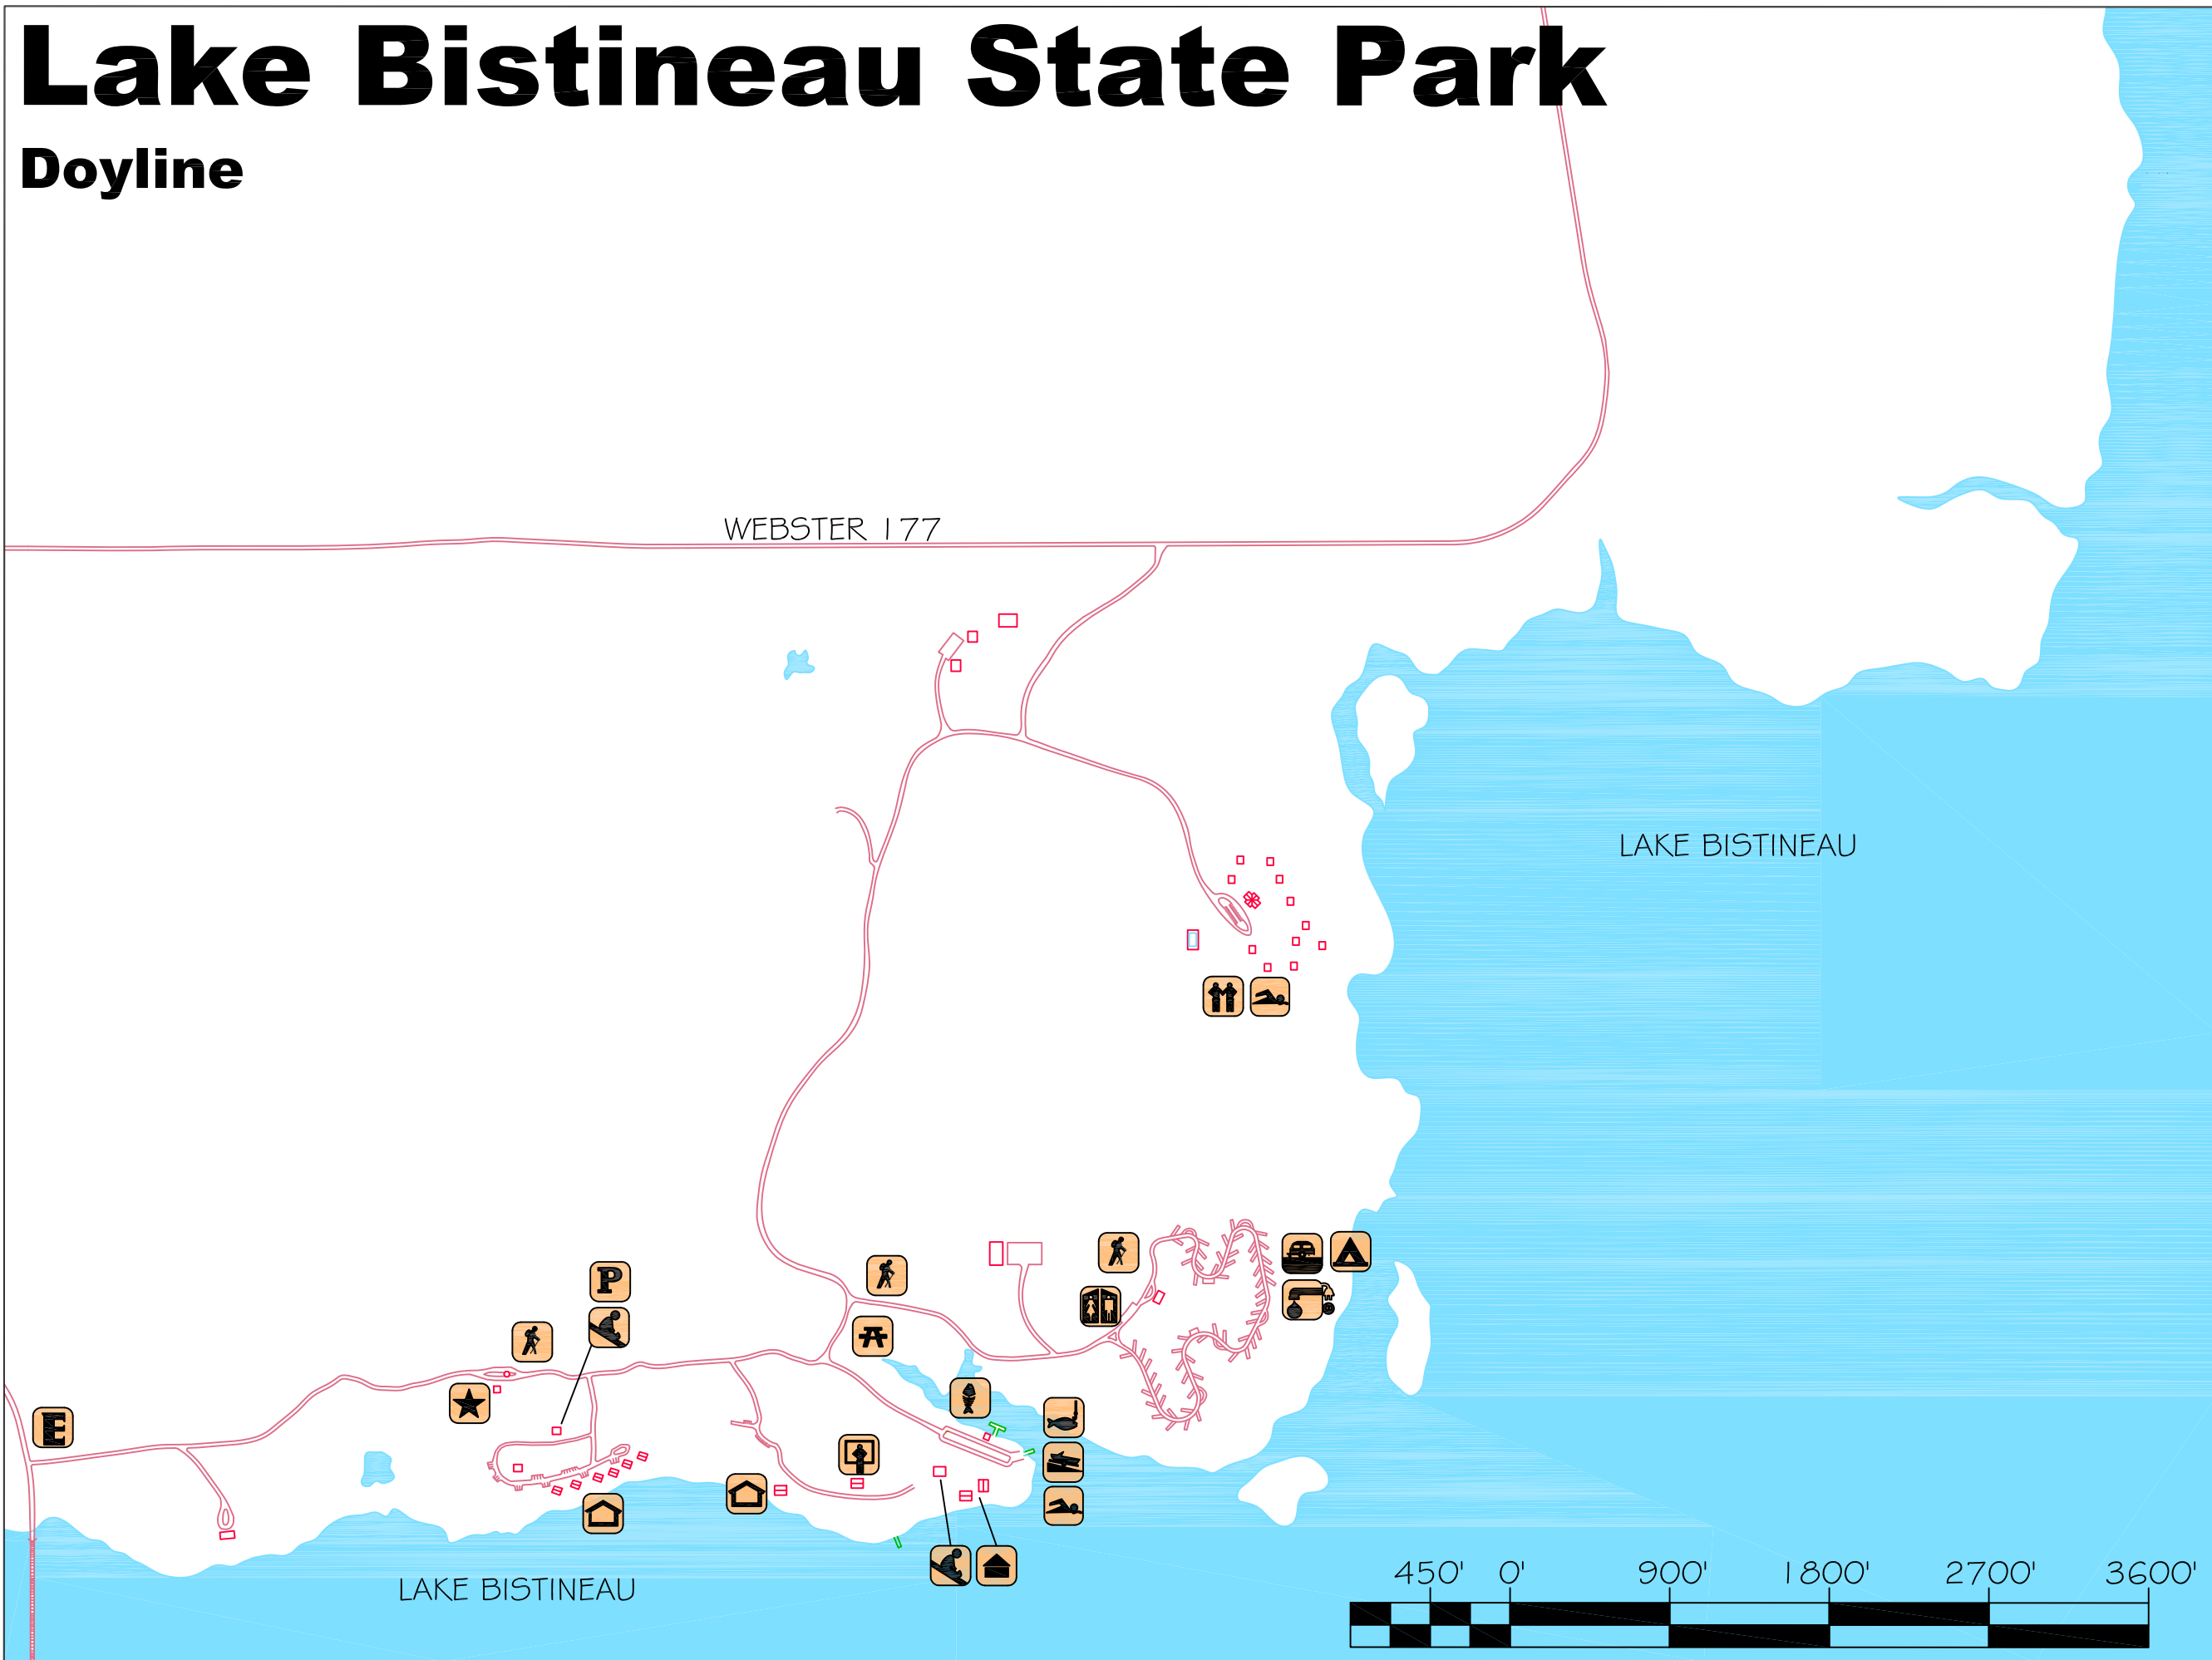 Lake Bistineau State Park
Doyline
WEBSTER 177
LAKE BISTINEAU
P
E
LAKE BISTINEAU
450' 0' 900' 1800' 2700' 3600'